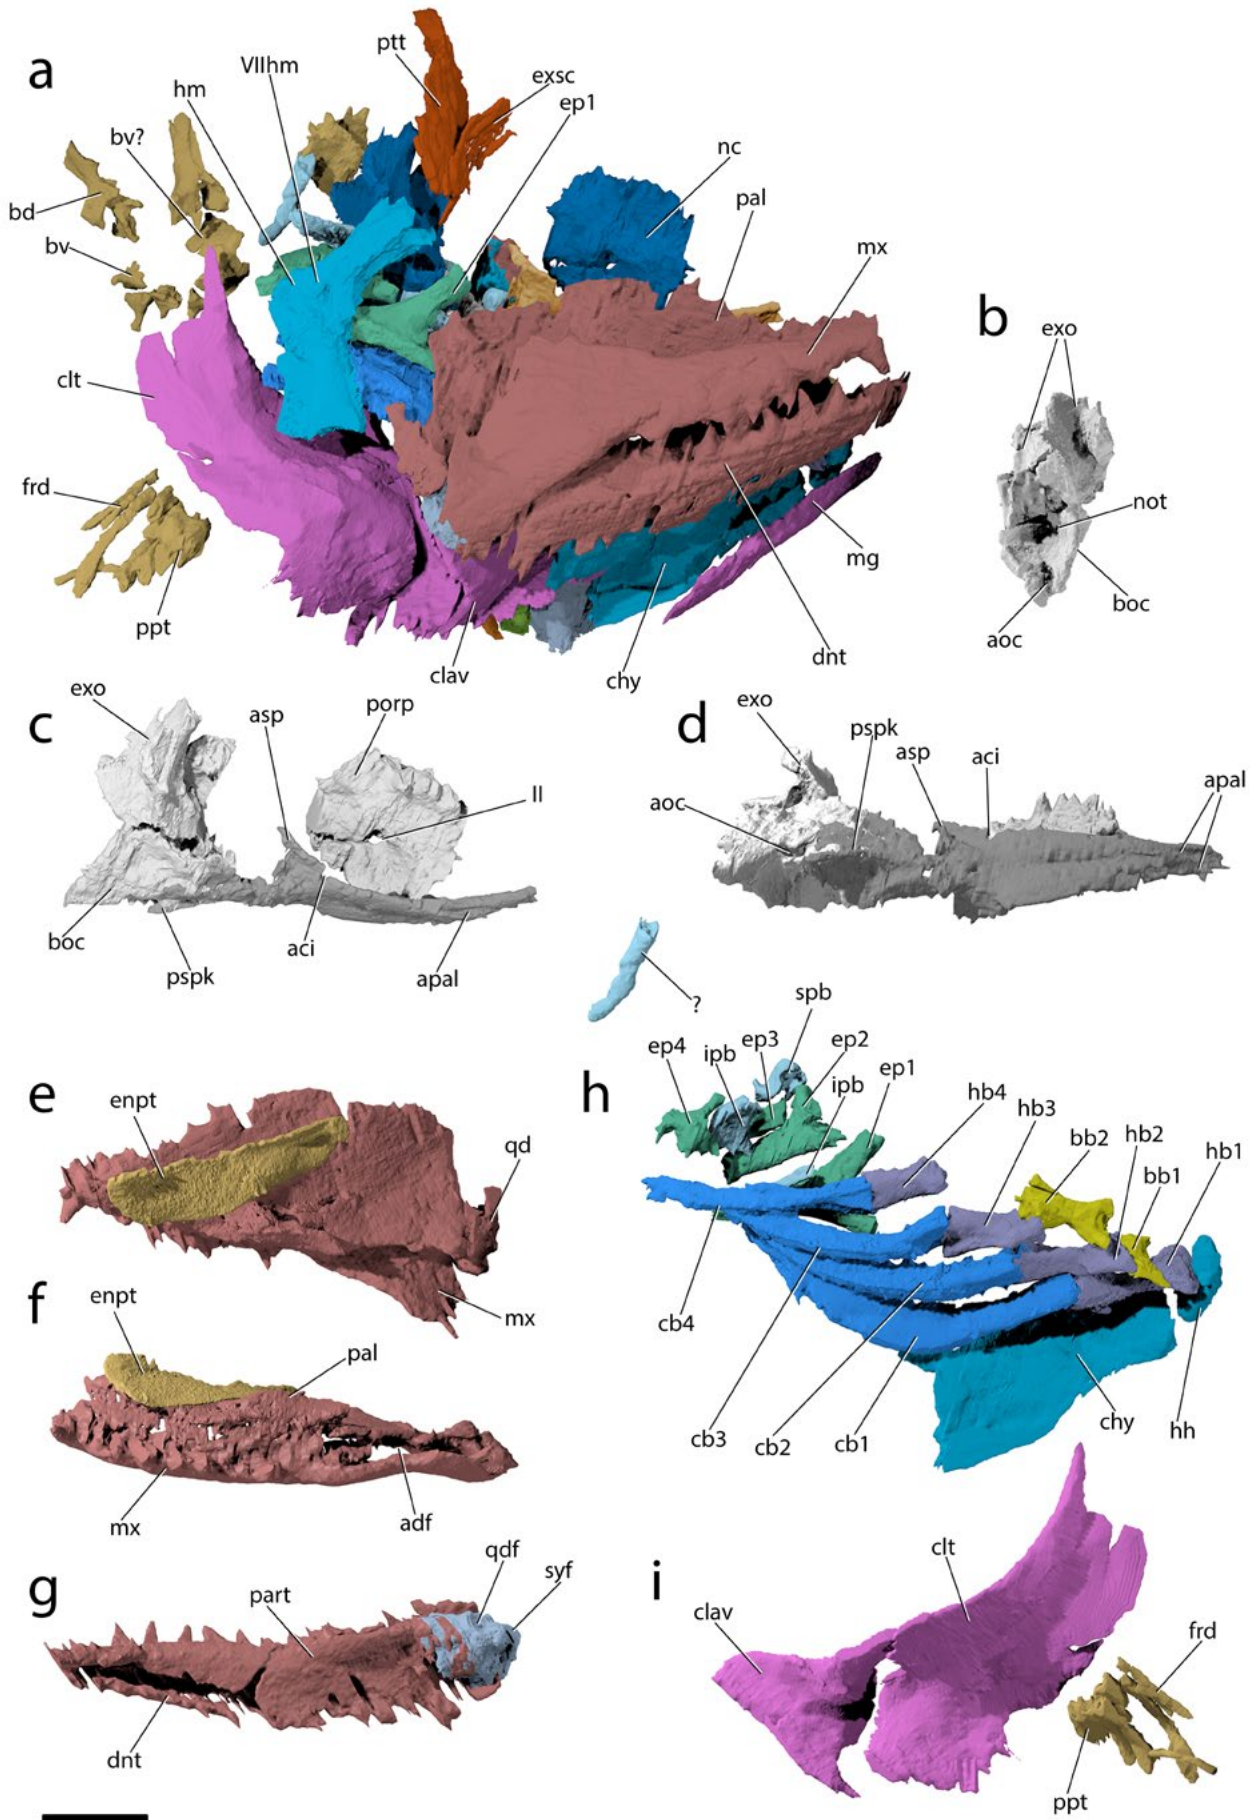 a
ptt
VIIhm
exsc
hm
ep1
bv?
nc
pal
bd
mx
bv
b
exo
clt
frd
not
mg
boc
ppt
aoc
dnt
clav
chy
c
exo
asp
porp
II
boc
aci
pspk
apal
d
exo
pspk
asp
aci
aoc
apal
?
e
enpt
qd
mx
f
enpt
pal
mx
adf
g
qdf
syf
part
dnt
h
spb
ep4
ipb
ep3
ep2
ipb
ep1
hb4
hb3
bb2
hb2
bb1
hb1
cb4
cb3
cb2
cb1
chy
hh
i
clt
clav
frd
ppt